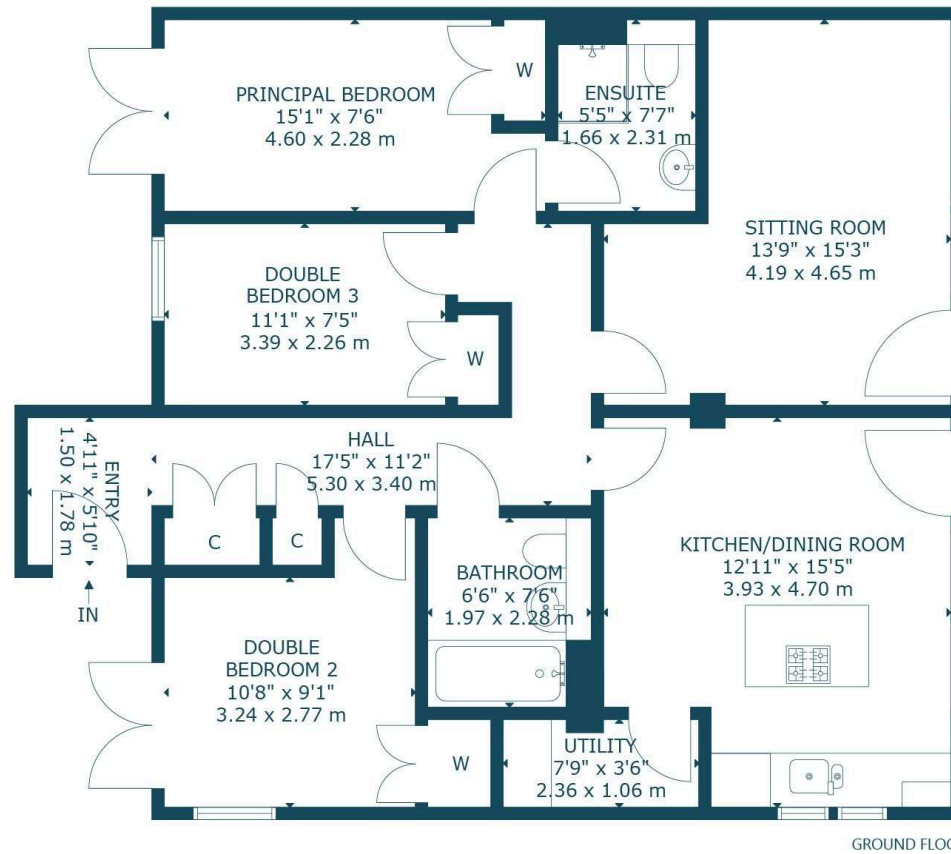 PRINCIPAL BEDROOM
15'1" x 7'6"
4.60 x 2.28 m
W
ENSUITE
5'5" x 7'7"
1.66 x 2.31 m
SITTING ROOM
13'9" x 15'3"
4.19 x 4.65 m
DOUBLE
BEDROOM 3
11'1" x 7'5"
3.39 x 2.26 m
W
ENTRY
4'11" x 5'10"
1.50 x 1.78 m
IN
HALL
17'5" x 11'2"
5.30 x 3.40 m
C
C
BATHROOM
6'6" x 7'6"
1.97 x 2.28 m
KITCHEN/DINING ROOM
12'11" x 15'5"
3.93 x 4.70 m
DOUBLE
BEDROOM 2
10'8" x 9'1"
3.24 x 2.77 m
W
UTILITY
7'9" x 3'6"
2.36 x 1.06 m
GROUND FLOO